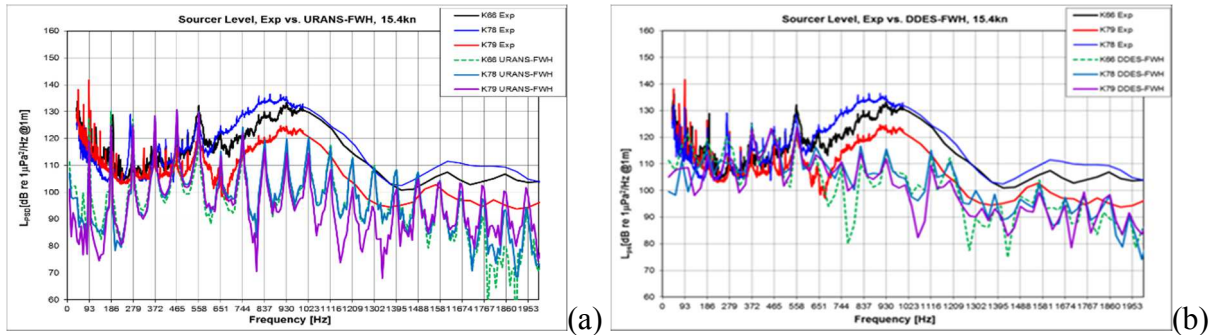 Sourcer Level, Exp vs. URANS-FWH, 15.4kn
160
150
140
130
120
110
100
90
80
70
60
0 93 186 279 372 465 558 651 744 837 930 1023 1116 1209 1302 1395 1488 1581 1674 1767 1860 1953
Frequency [Hz]
K66 Exp
K78 Exp
K79 Exp
K66 URANS-FWH
K78 URANS-FWH
K79 URANS-FWH
(a)
Sourcer Level, Exp vs. DDES-FWH, 15.4kn
160
150
140
130
120
110
100
90
80
70
60
0 93 186 279 372 465 558 651 744 837 930 1023 1116 1209 1302 1395 1488 1581 1674 1767 1860 1953
Frequency [Hz]
K66 Exp
K79 Exp
K78 Exp
K66 DDES-FWH
K78 DDES-FWH
K79 DDES-FWH
(b)